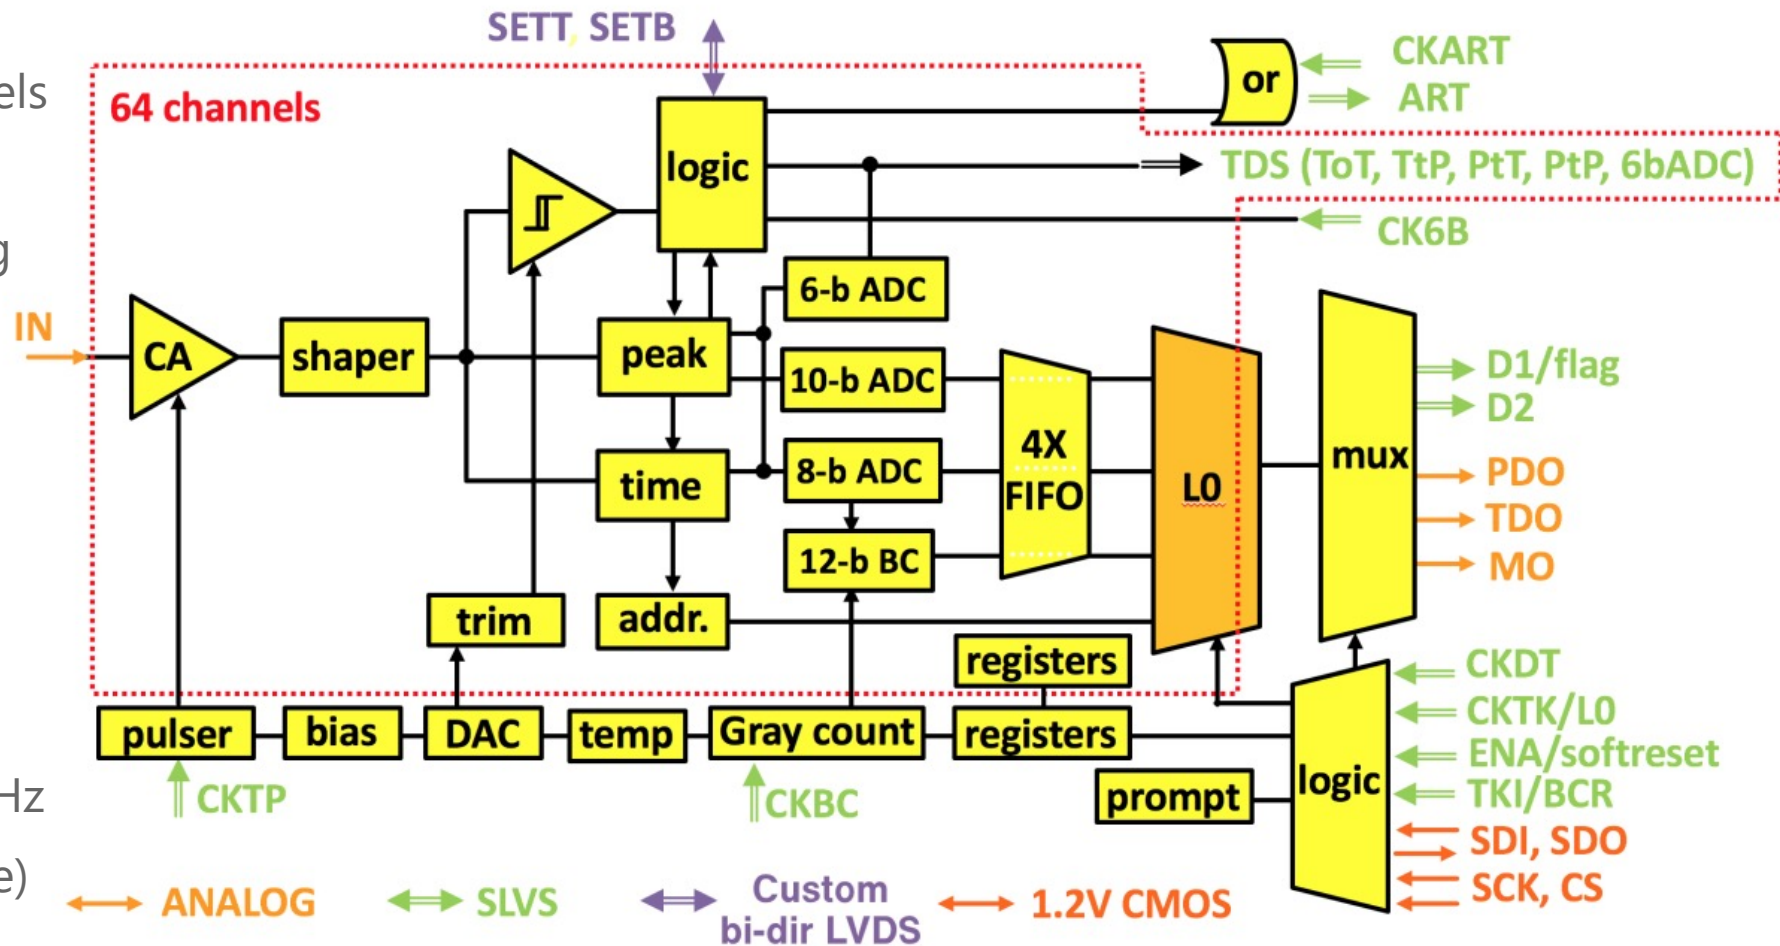 SETT, SETB
CKART
ART
els
64 channels
or
logic
TDS (ToT, TtP, PtT, PtP, 6bADC)
CK6B
g
IN
CA
shaper
peak
6-b ADC
10-b ADC
8-b ADC
12-b BC
time
addr.
trim
4X
FIFO
L0
mux
D1/flag
D2
PDO
TDO
MO
registers
pulser
bias
DAC
temp
Gray count
registers
prompt
logic
CKDT
CKTK/L0
ENA/softreset
TKI/BCR
SDI, SDO
SCK, CS
Hz
CKTP
CKBC
e)
ANALOG
SLVS
Custom
bi-dir LVDS
1.2V CMOS